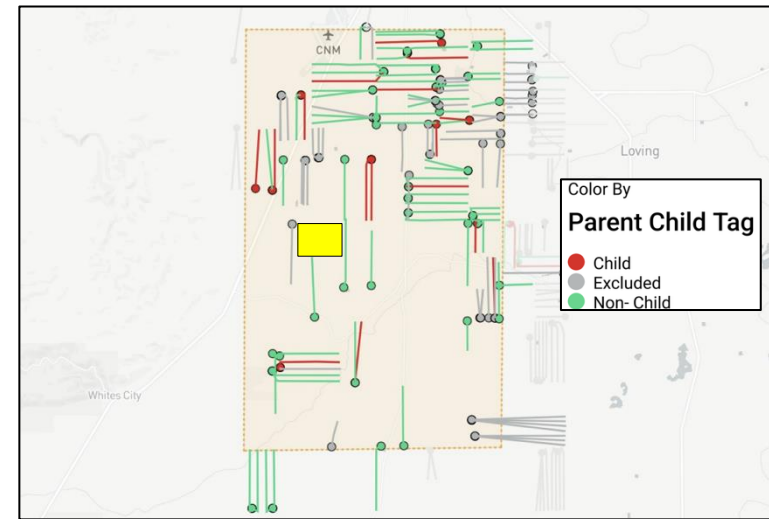 CNM
Loving
Color By
Parent Child Tag
Child
Excluded
Non- Child
Whites City